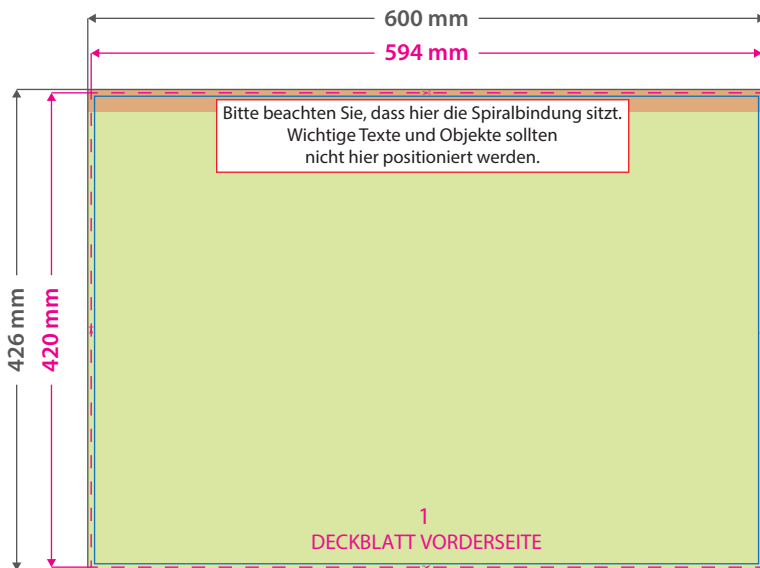 600 mm
594 mm
Bitte beachten Sie, dass hier die Spiralbindung sitzt.
Wichtige Texte und Objekte sollten
nicht hier positioniert werden.
426 mm
420 mm
1
DECKBLATT VORDERSEITE